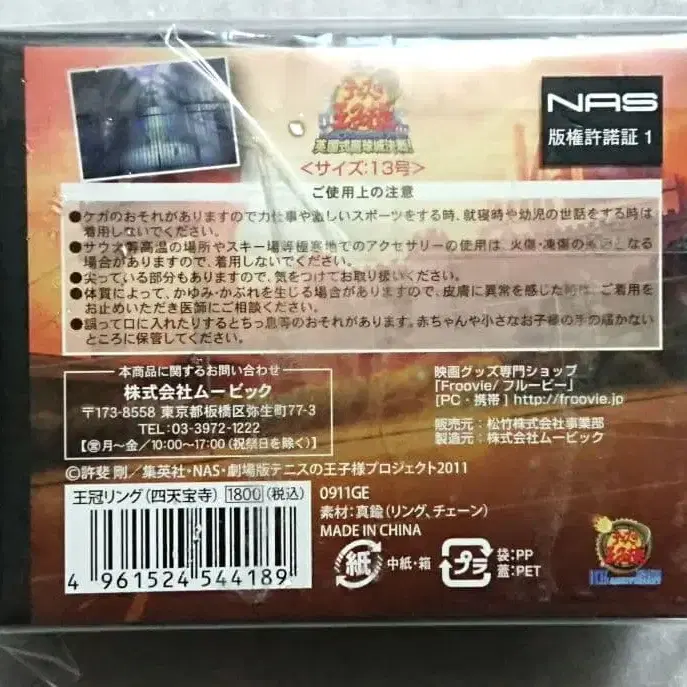 テニスの
王子様
英国式庭球城決戦!
NAS
版権許諾証 1
<サイズ:13号>
ご使用上の注意
●ケガのおそれがありますので力仕事や激しいスポーツをする時、就寝時や幼児の世話をする時は
着用しないでください。
●サウナ等高温の場所やスキー場等極寒地でのアクセサリーの使用は、火傷・凍傷の原因となる
場合がありますので、着用しないでください。
●尖っている部分もありますので、気をつけてお取り扱いください。
●体質によって、かゆみ・かぶれを生じる場合がありますので、皮膚に異常を感じた時は、ご着用を
お止めいただき医師にご相談ください。
●誤って口に入れたりするとちっ息等のおそれがあります。赤ちゃんや小さなお子様の手の届かない
ところに保管してください。
本商品に関するお問い合わせ
株式会社ムービック
〒173-8558 東京都板橋区弥生町77-3
TEL:03-3972-1222
[営月〜金/10:00〜17:00(祝祭日を除く)]
映画グッズ専門ショップ
「Froovie/ フルービー」
[PC・携帯] http://froovie.jp
販売元:松竹株式会社事業部
製造元:株式会社ムービック
©許斐 剛/集英社・NAS・劇場版テニスの王子様プロジェクト2011
王冠リング(四天宝寺) 1800(税込)
4 961524 544189
0911GE
素材:真鍮(リング、チェーン)
MADE IN CHINA
紙 中紙・箱
プラ 袋:PP
蓋:PET
テニスの
王子様